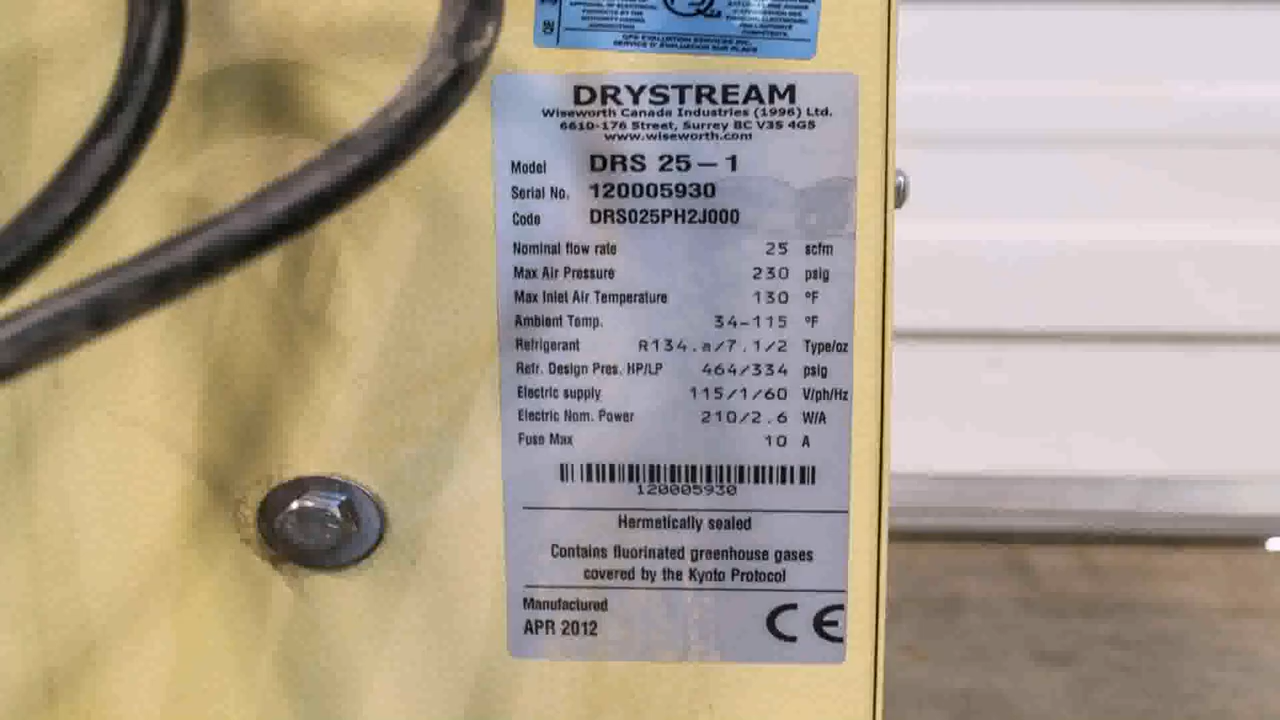 DRYSTREAM
Wiseworth Canada Industries (1996) Ltd.
6610-176 Street, Surrey BC V3S 4G5
www.wiseworth.com
Model DRS 25-1
Serial No. 120005930
Code DRS025PH2J000
Nominal flow rate 25 scfm
Max Air Pressure 230 psig
Max Inlet Air Temperature 130 ºF
Ambient Temp. 34-115 ºF
Refrigerant R134.a/7.1/2 Type/oz
Refr. Design Pres. HP/LP 464/334 psig
Electric supply 115/1/60 V/ph/Hz
Electric Nom. Power 210/2.6 W/A
Fuse Max 10 A
120005930
Hermetically sealed
Contains fluorinated greenhouse gases
covered by the Kyoto Protocol
Manufactured
APR 2012
CE